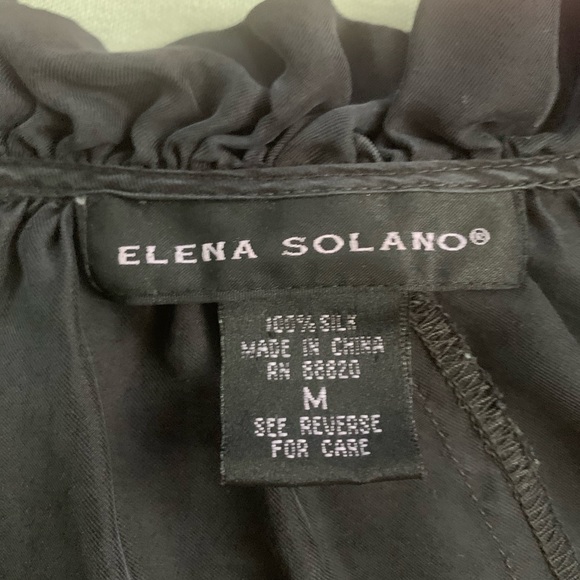 ELENA SOLANO®
100% SILK
MADE IN CHINA
RN 88820
M
SEE REVERSE
FOR CARE